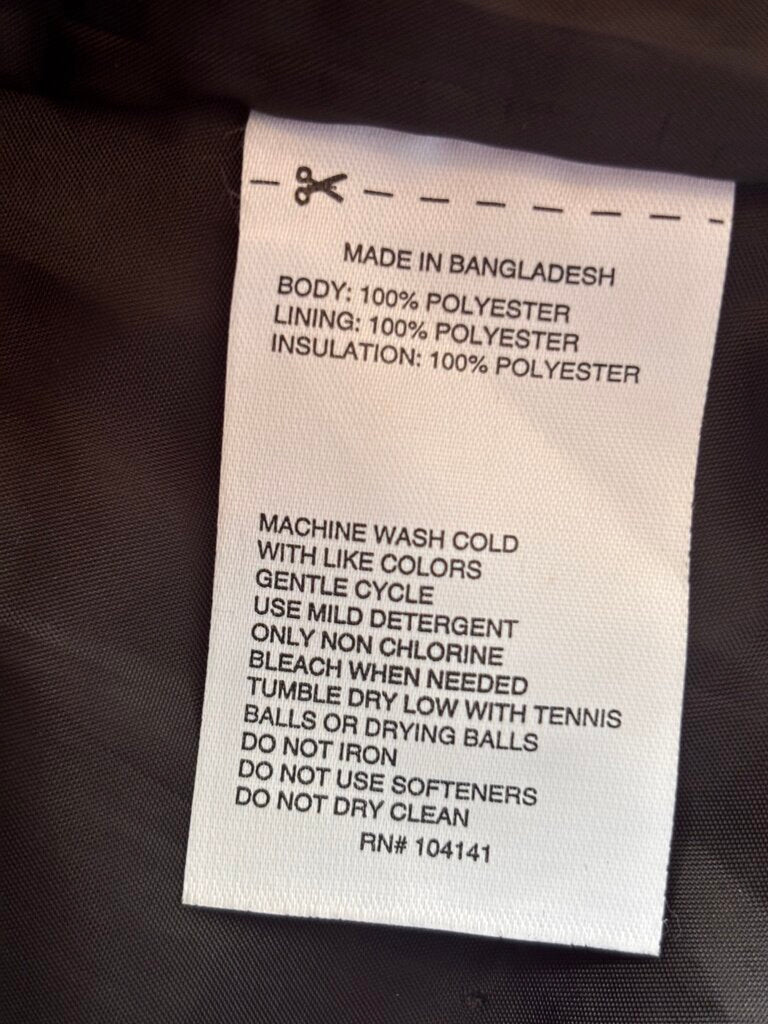 MADE IN BANGLADESH
BODY: 100% POLYESTER
LINING: 100% POLYESTER
INSULATION: 100% POLYESTER
MACHINE WASH COLD
WITH LIKE COLORS
GENTLE CYCLE
USE MILD DETERGENT
ONLY NON CHLORINE
BLEACH WHEN NEEDED
TUMBLE DRY LOW WITH TENNIS
BALLS OR DRYING BALLS
DO NOT IRON
DO NOT USE SOFTENERS
DO NOT DRY CLEAN
RN# 104141